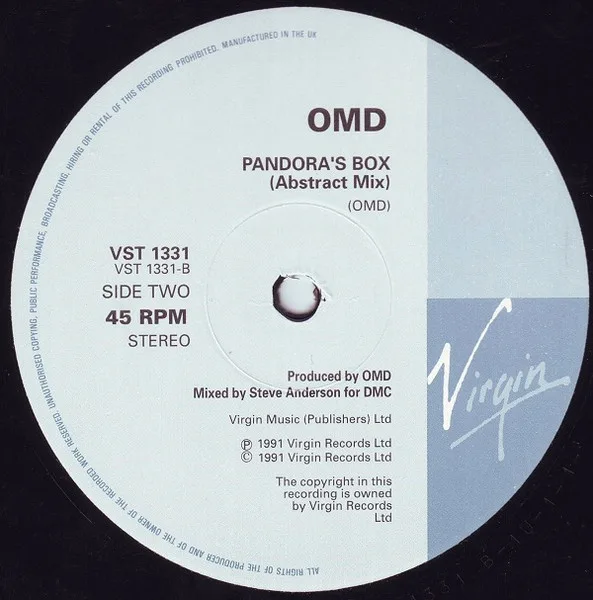 OMD
PANDORA'S BOX
(Abstract Mix)
(OMD)
VST 1331
VST 1331-B
SIDE TWO
45 RPM
STEREO
Produced by OMD
Mixed by Steve Anderson for DMC
Virgin Music (Publishers) Ltd
℗ 1991 Virgin Records Ltd
© 1991 Virgin Records Ltd
The copyright in this
recording is owned
by Virgin Records
Ltd
Virgin
ALL RIGHTS OF THE PRODUCER AND OF THE OWNER OF THE RECORDED WORK RESERVED. UNAUTHORISED COPYING, PUBLIC PERFORMANCE, BROADCASTING, HIRING OR RENTAL OF THIS RECORDING PROHIBITED. MANUFACTURED IN THE UK